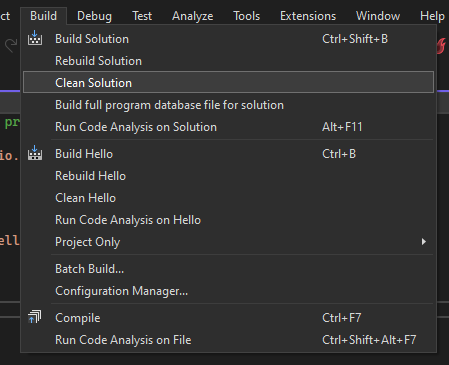 ct Build Debug Test Analyze Tools Extensions Window Help
Build Solution Ctrl+Shift+B
Rebuild Solution
Clean Solution
Build full program database file for solution
pr
Run Code Analysis on Solution Alt+F11
io. Build Hello Ctrl+B
Rebuild Hello
Clean Hello
Run Code Analysis on Hello
ell Project Only
Batch Build...
Configuration Manager...
Compile Ctrl+F7
Run Code Analysis on File Ctrl+Shift+Alt+F7